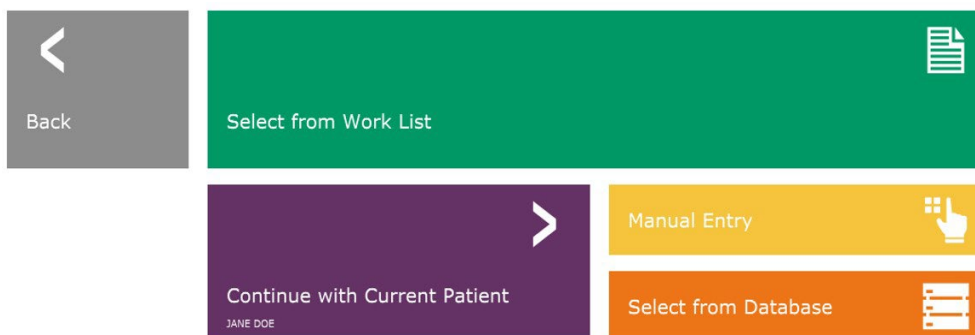 Back
Select from Work List
Manual Entry
Continue with Current Patient
JANE DOE
Select from Database